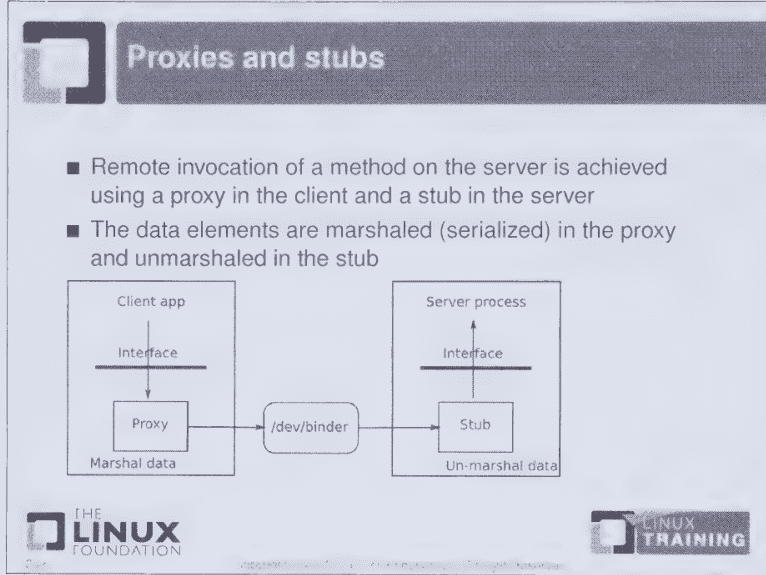 Proxies and stubs
■ Remote invocation of a method on the server is achieved
using a proxy in the client and a stub in the server
■ The data elements are marshaled (serialized) in the proxy
and unmarshaled in the stub
Client app
Interface
Proxy
Marshal data
/dev/binder
Server process
Interface
Stub
Un-marshal data
THE
LINUX
FOUNDATION
LINUX
TRAINING